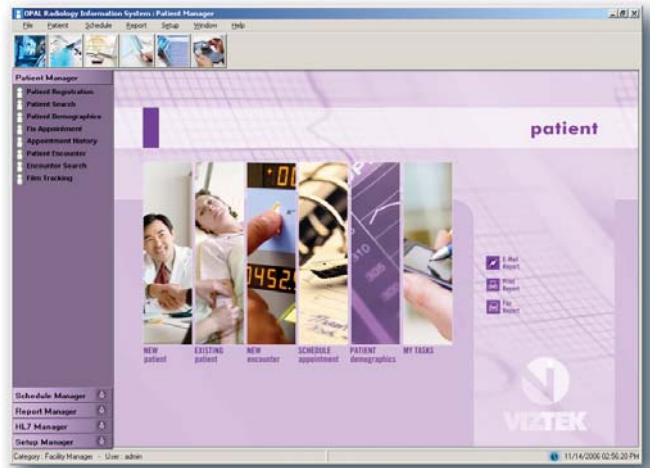 OPAL Radiology Information System : Patient Manager
File Patient Schedule Report Setup Window Help
Patient Manager
Patient Registration
Patient Search
Patient Demographics
Fix Appointment
Appointment History
Patient Encounter
Encounter Search
Film Tracking
patient
E-Mail
Report
Print
Report
Fax
Report
NEW
patient
EXISTING
patient
NEW
encounter
SCHEDULE
appointment
PATIENT
demographics
MY TASKS
Schedule Manager
Report Manager
HL7 Manager
Setup Manager
VIZTEK
Category : Facility Manager - User : admin
11/14/2006 02:56:20 PM